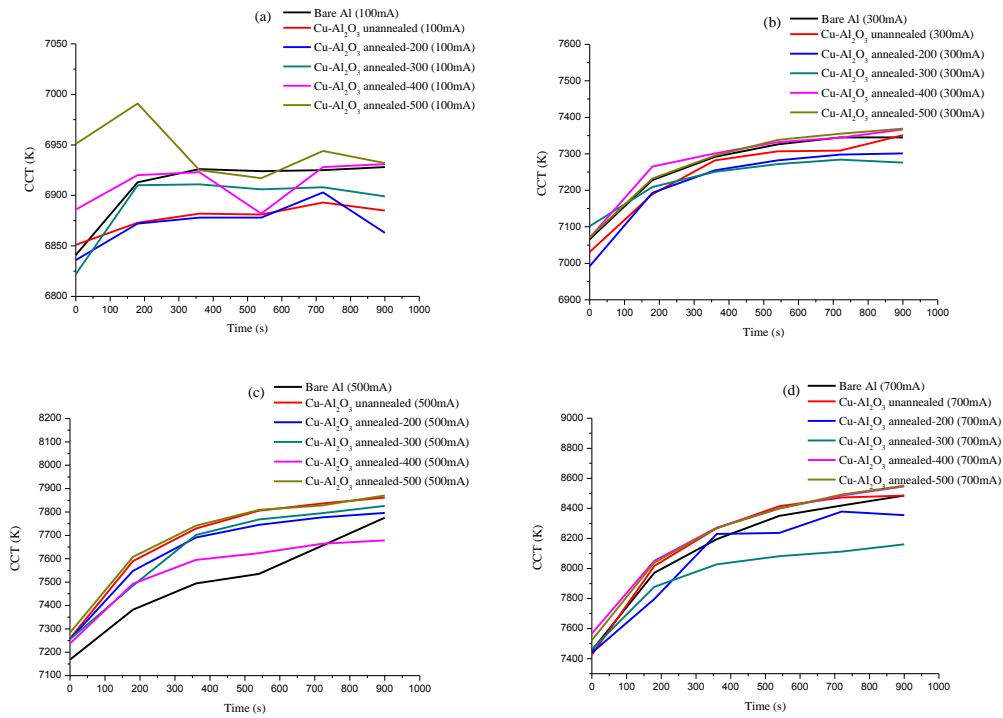 (a)
Bare Al (100mA)
Cu-Al₂O₃ unannealed (100mA)
Cu-Al₂O₃ annealed-200 (100mA)
Cu-Al₂O₃ annealed-300 (100mA)
Cu-Al₂O₃ annealed-400 (100mA)
Cu-Al₂O₃ annealed-500 (100mA)
7050
7000
6950
6900
6850
6800
CCT (K)
0 100 200 300 400 500 600 700 800 900 1000
Time (s)
(b)
Bare Al (300mA)
Cu-Al₂O₃ unannealed (300mA)
Cu-Al₂O₃ annealed-200 (300mA)
Cu-Al₂O₃ annealed-300 (300mA)
Cu-Al₂O₃ annealed-400 (300mA)
Cu-Al₂O₃ annealed-500 (300mA)
7600
7500
7400
7300
7200
7100
7000
6900
CCT (K)
0 100 200 300 400 500 600 700 800 900 1000
Time (s)
(c)
Bare Al (500mA)
Cu-Al₂O₃ unannealed (500mA)
Cu-Al₂O₃ annealed-200 (500mA)
Cu-Al₂O₃ annealed-300 (500mA)
Cu-Al₂O₃ annealed-400 (500mA)
Cu-Al₂O₃ annealed-500 (500mA)
8200
8100
8000
7900
7800
7700
7600
7500
7400
7300
7200
7100
CCT (K)
0 100 200 300 400 500 600 700 800 900 1000
Time (s)
(d)
Bare Al (700mA)
Cu-Al₂O₃ unannealed (700mA)
Cu-Al₂O₃ annealed-200 (700mA)
Cu-Al₂O₃ annealed-300 (700mA)
Cu-Al₂O₃ annealed-400 (700mA)
Cu-Al₂O₃ annealed-500 (700mA)
9000
8800
8600
8400
8200
8000
7800
7600
7400
CCT (K)
0 100 200 300 400 500 600 700 800 900 1000
Time (s)